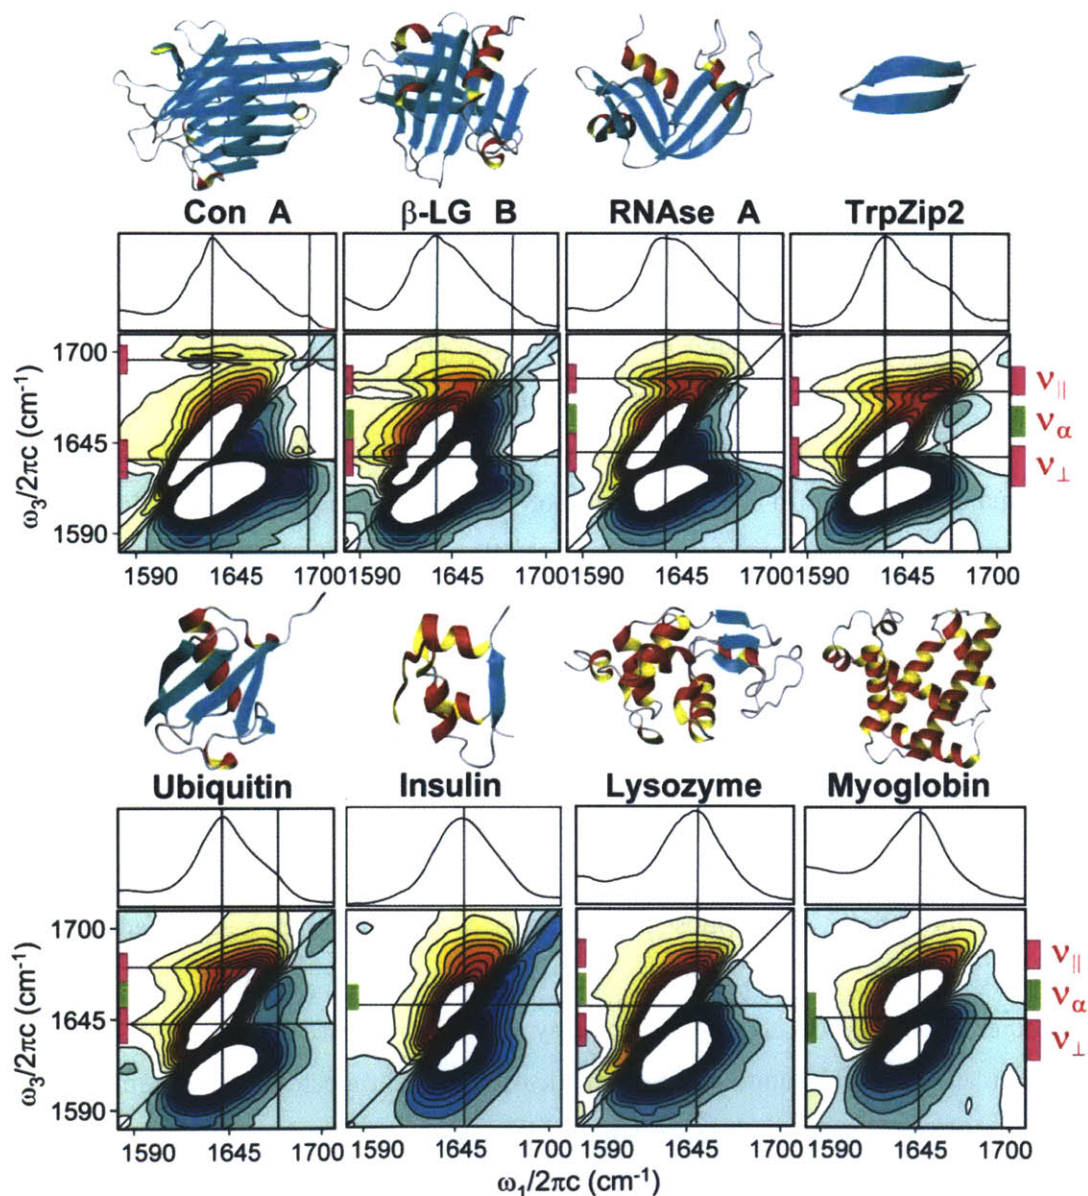 Con A β-LG B RNAse A TrpZip2
1700
1645
1590
ω₃/2πc (cm⁻¹)
ν||
να
ν⊥
1590 1645 1700 1590 1645 1700 1590 1645 1700 1590 1645 1700
Ubiquitin Insulin Lysozyme Myoglobin
1700
1645
1590
ω₃/2πc (cm⁻¹)
ν||
να
ν⊥
1590 1645 1700 1590 1645 1700 1590 1645 1700 1590 1645 1700
ω₁/2πc (cm⁻¹)